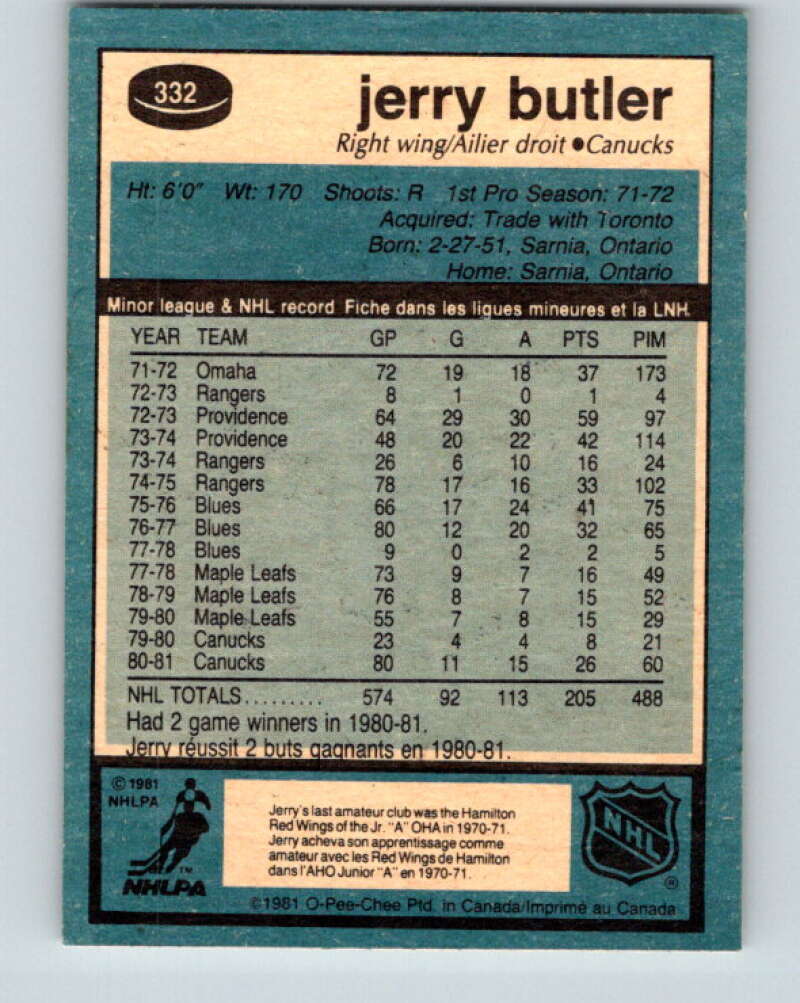 332
jerry butler
Right wing/Ailier droit ● Canucks
Ht: 6'0" Wt: 170 Shoots: R 1st Pro Season: 71-72
Acquired: Trade with Toronto
Born: 2-27-51, Sarnia, Ontario
Home: Sarnia, Ontario
Minor league & NHL record Fiche dans les ligues mineures et la LNH.
YEAR TEAM GP G A PTS PIM
71-72 Omaha 72 19 18 37 173
72-73 Rangers 8 1 0 1 4
72-73 Providence 64 29 30 59 97
73-74 Providence 48 20 22 42 114
73-74 Rangers 26 6 10 16 24
74-75 Rangers 78 17 16 33 102
75-76 Blues 66 17 24 41 75
76-77 Blues 80 12 20 32 65
77-78 Blues 9 0 2 2 5
77-78 Maple Leafs 73 9 7 16 49
78-79 Maple Leafs 76 8 7 15 52
79-80 Maple Leafs 55 7 8 15 29
79-80 Canucks 23 4 4 8 21
80-81 Canucks 80 11 15 26 60
NHL TOTALS......... 574 92 113 205 488
Had 2 game winners in 1980-81.
Jerry réussit 2 buts gagnants en 1980-81.
© 1981
NHLPA
TM
NHLPA
Jerry's last amateur club was the Hamilton
Red Wings of the Jr. "A" OHA in 1970-71.
Jerry acheva son apprentissage comme
amateur avec les Red Wings de Hamilton
dans l'AHO Junior "A" en 1970-71.
NHL
®
©1981 O-Pee-Chee Ptd. in Canada/Imprimé au Canada